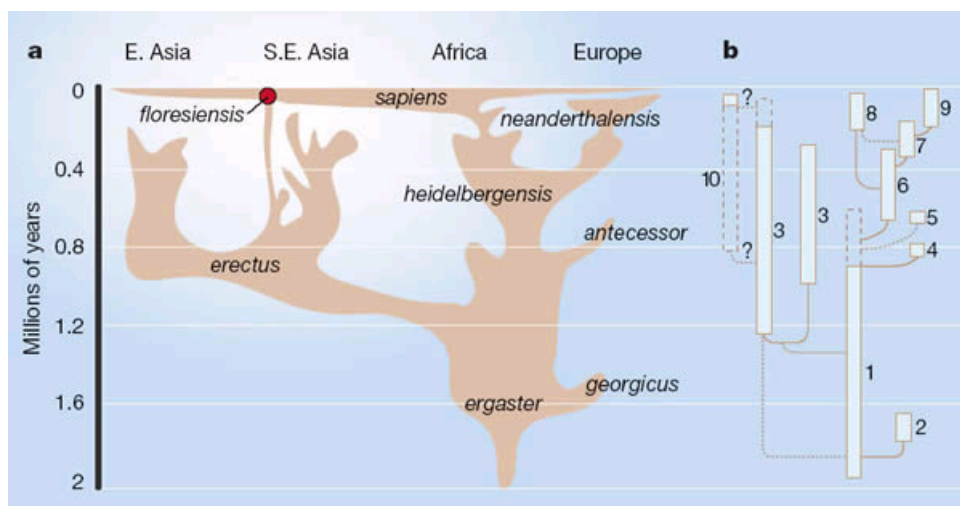 a
E. Asia S.E. Asia Africa Europe
b
0
0.4
0.8
1.2
1.6
2
Millions of years
floresiensis
sapiens
neanderthalensis
heidelbergensis
antecessor
erectus
georgicus
ergaster
?
8
9
7
10
6
3
3
5
?
4
1
2